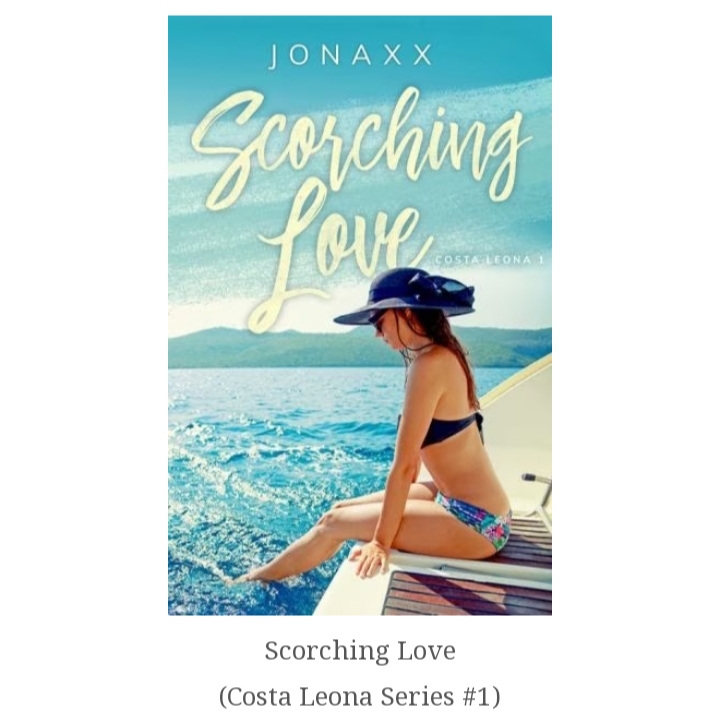 JONAXX
Scorching
Love
COSTA LEONA 1
Scorching Love
(Costa Leona Series #1)